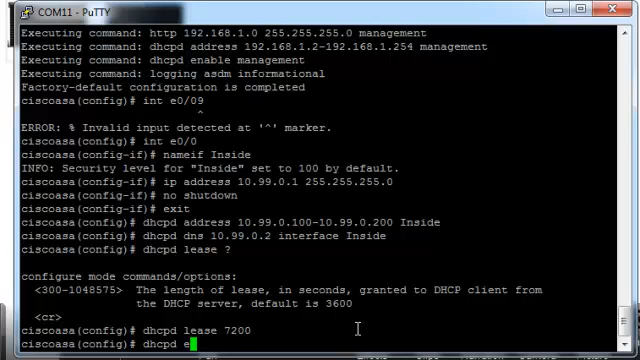 COM11 - PuTTY
Executing command: http 192.168.1.0 255.255.255.0 management
Executing command: dhcpd address 192.168.1.2-192.168.1.254 management
Executing command: dhcpd enable management
Executing command: logging asdm informational
Factory-default configuration is completed
ciscoasa(config)# int e0/09
^
ERROR: % Invalid input detected at '^' marker.
ciscoasa(config)# int e0/0
ciscoasa(config-if)# nameif Inside
INFO: Security level for "Inside" set to 100 by default.
ciscoasa(config-if)# ip address 10.99.0.1 255.255.255.0
ciscoasa(config-if)# no shutdown
ciscoasa(config-if)# exit
ciscoasa(config)# dhcpd address 10.99.0.100-10.99.0.200 Inside
ciscoasa(config)# dhcpd dns 10.99.0.2 interface Inside
ciscoasa(config)# dhcpd lease ?
configure mode commands/options:
<300-1048575> The length of lease, in seconds, granted to DHCP client from
the DHCP server, default is 3600
<cr>
ciscoasa(config)# dhcpd lease 7200
ciscoasa(config)# dhcpd e